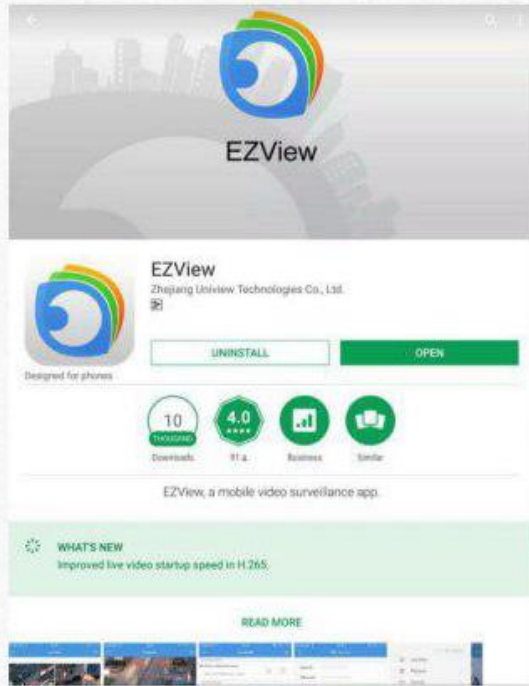 EZView
EZView
Zhejiang Uniview Technologies Co., Ltd.
UNINSTALL
OPEN
Designed for phones
10
THOUSAND
Downloads
4.0
91
Business
Similar
EZView, a mobile video surveillance app.
WHAT'S NEW
Improved live video startup speed in H.265.
READ MORE